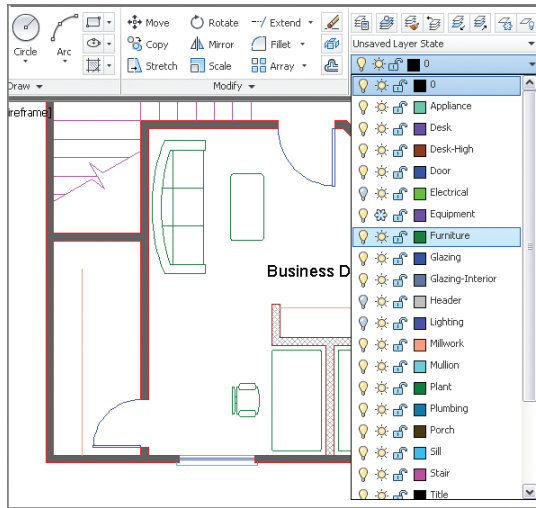 Move
Rotate
Extend
Circle
Arc
Copy
Mirror
Fillet
Stretch
Scale
Array
Draw
Modify
Unsaved Layer State
0
0
Appliance
Desk
Desk-High
Door
Electrical
Equipment
Furniture
Glazing
Glazing-Interior
Header
Lighting
Millwork
Mullion
Plant
Plumbing
Porch
Sill
Stair
Title
ireframe]
Business D